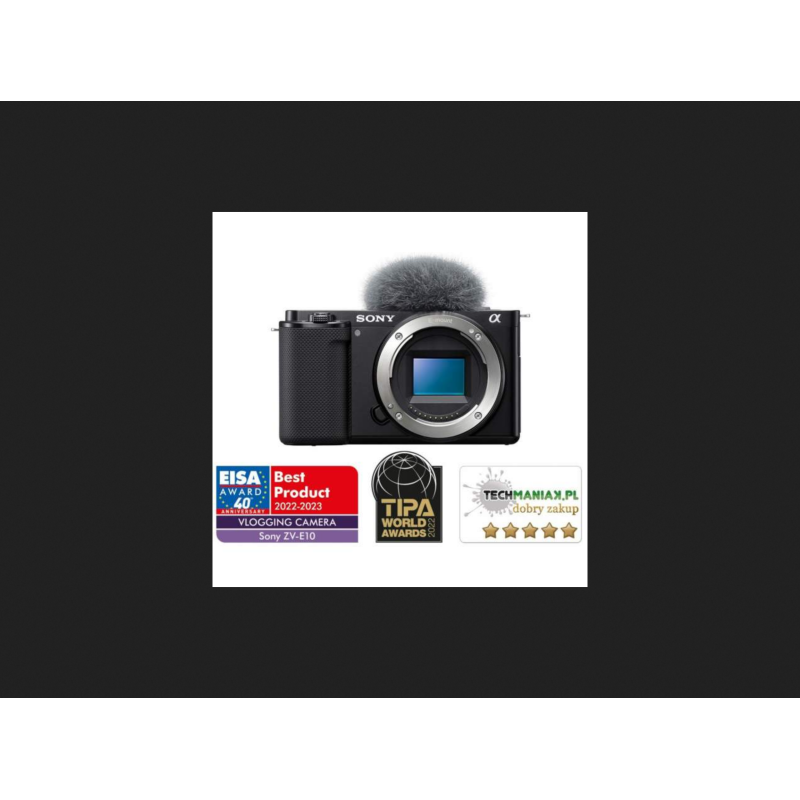 SONY
α
EISA
AWARD
40
ANNIVERSARY
Best
Product
2022-2023
VLOGGING CAMERA
Sony ZV-E10
TIPA
WORLD
AWARDS
2022
TECHMANIAK.PL
dobry zakup